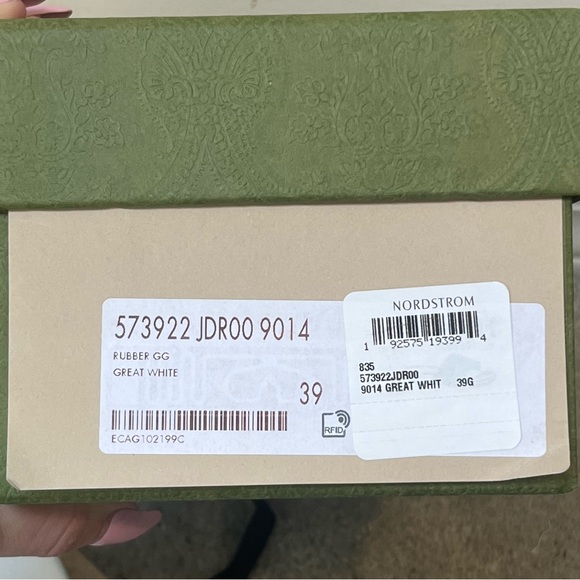 573922 JDR00 9014
RUBBER GG
GREAT WHITE
39
ECAG102199C
RFID
NORDSTROM
1 92575 19399 4
835
573922JDR00
9014 GREAT WHIT 39G